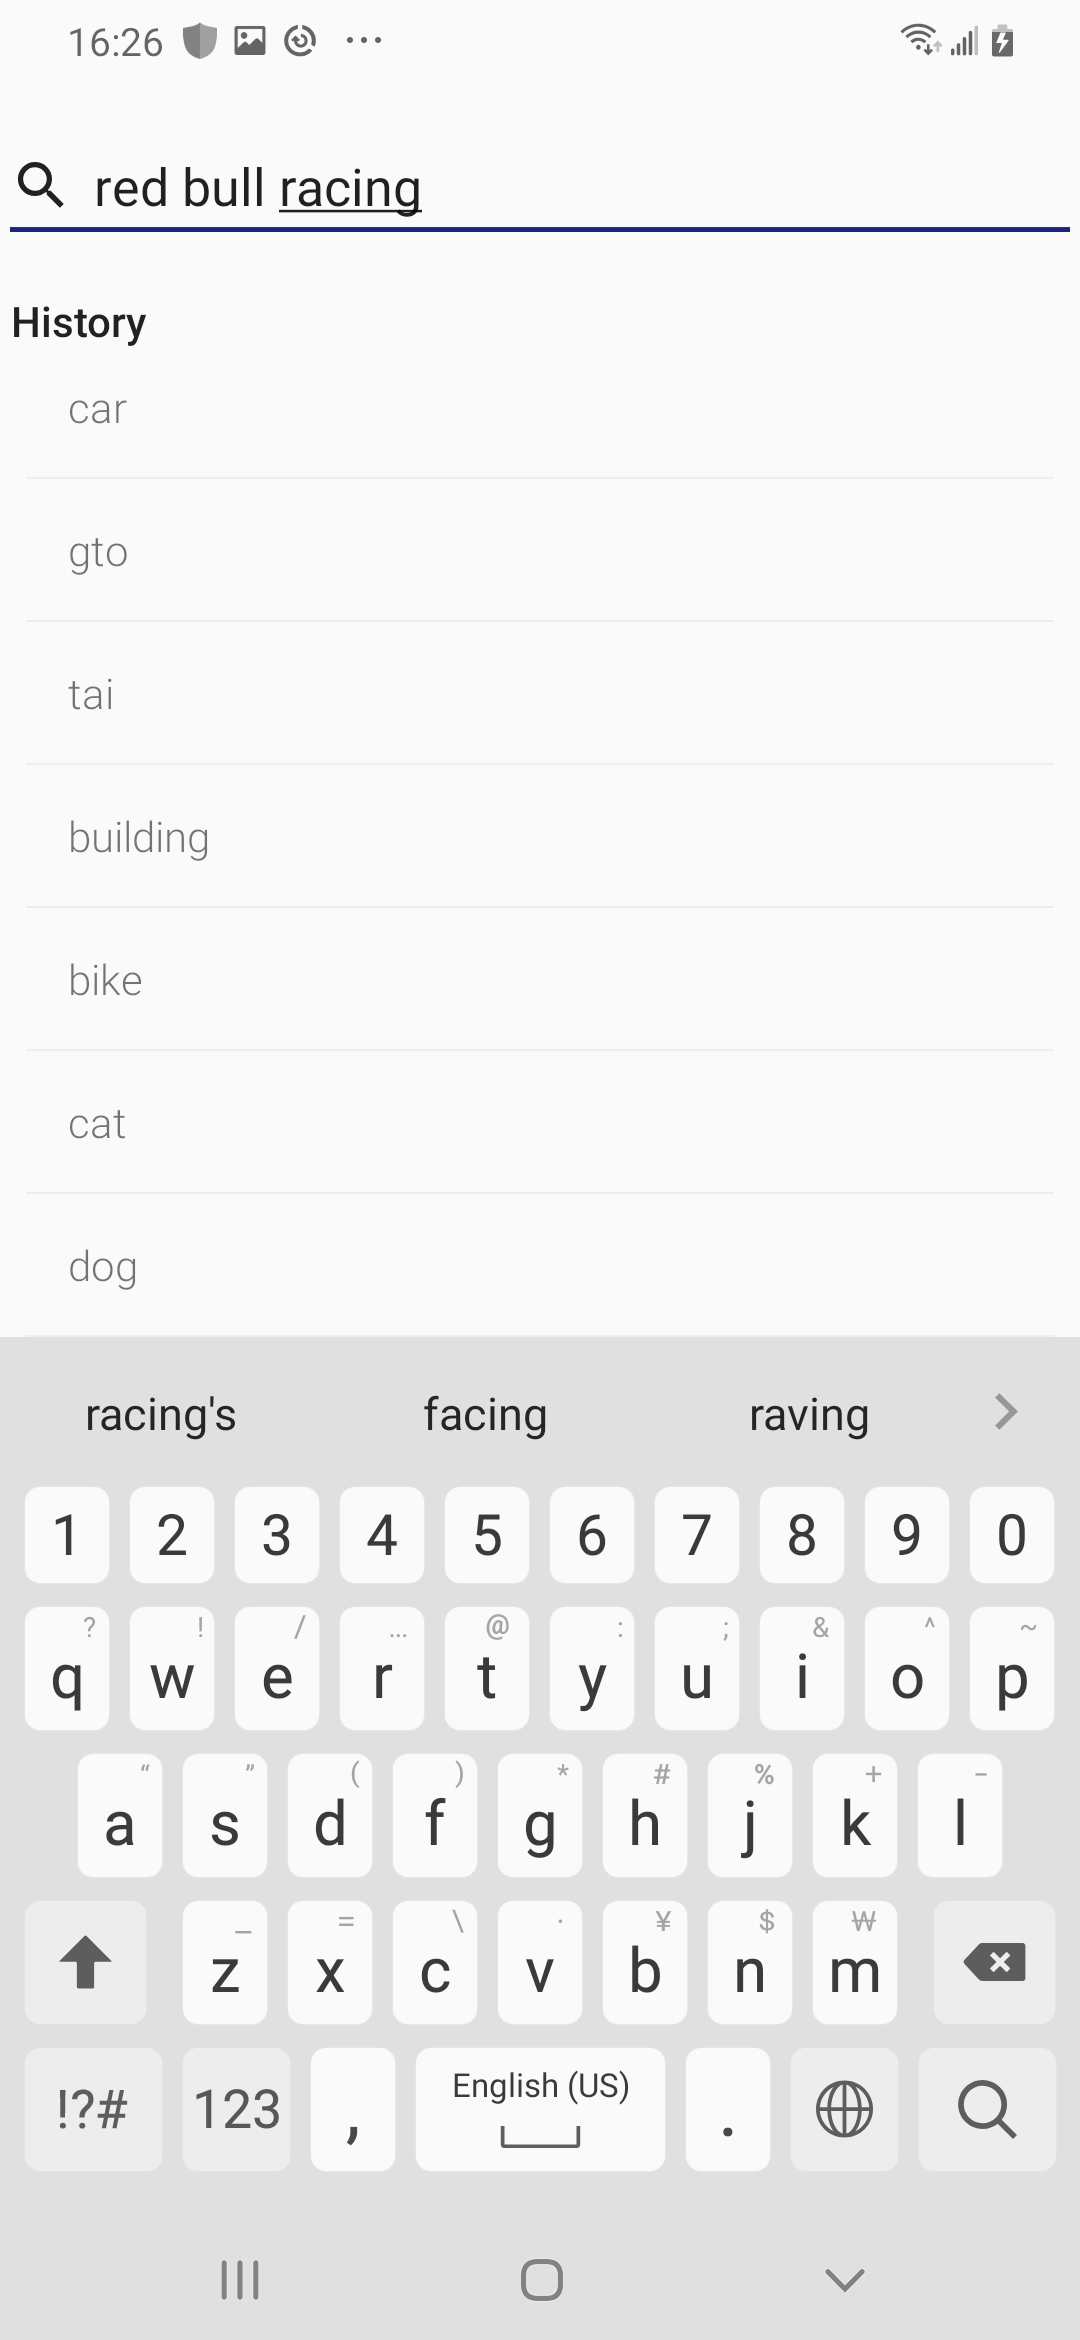 16:26
red bull racing
History
car
gto
tai
building
bike
cat
dog
racing's facing raving
1 2 3 4 5 6 7 8 9 0
? ! / ... @ : ; & ^ ~
q w e r t y u i o p
“ ” ( ) * # % + -
a s d f g h j k l
_ = \ · ¥ $ ₩
z x c v b n m
!?# 123 , English (US) .